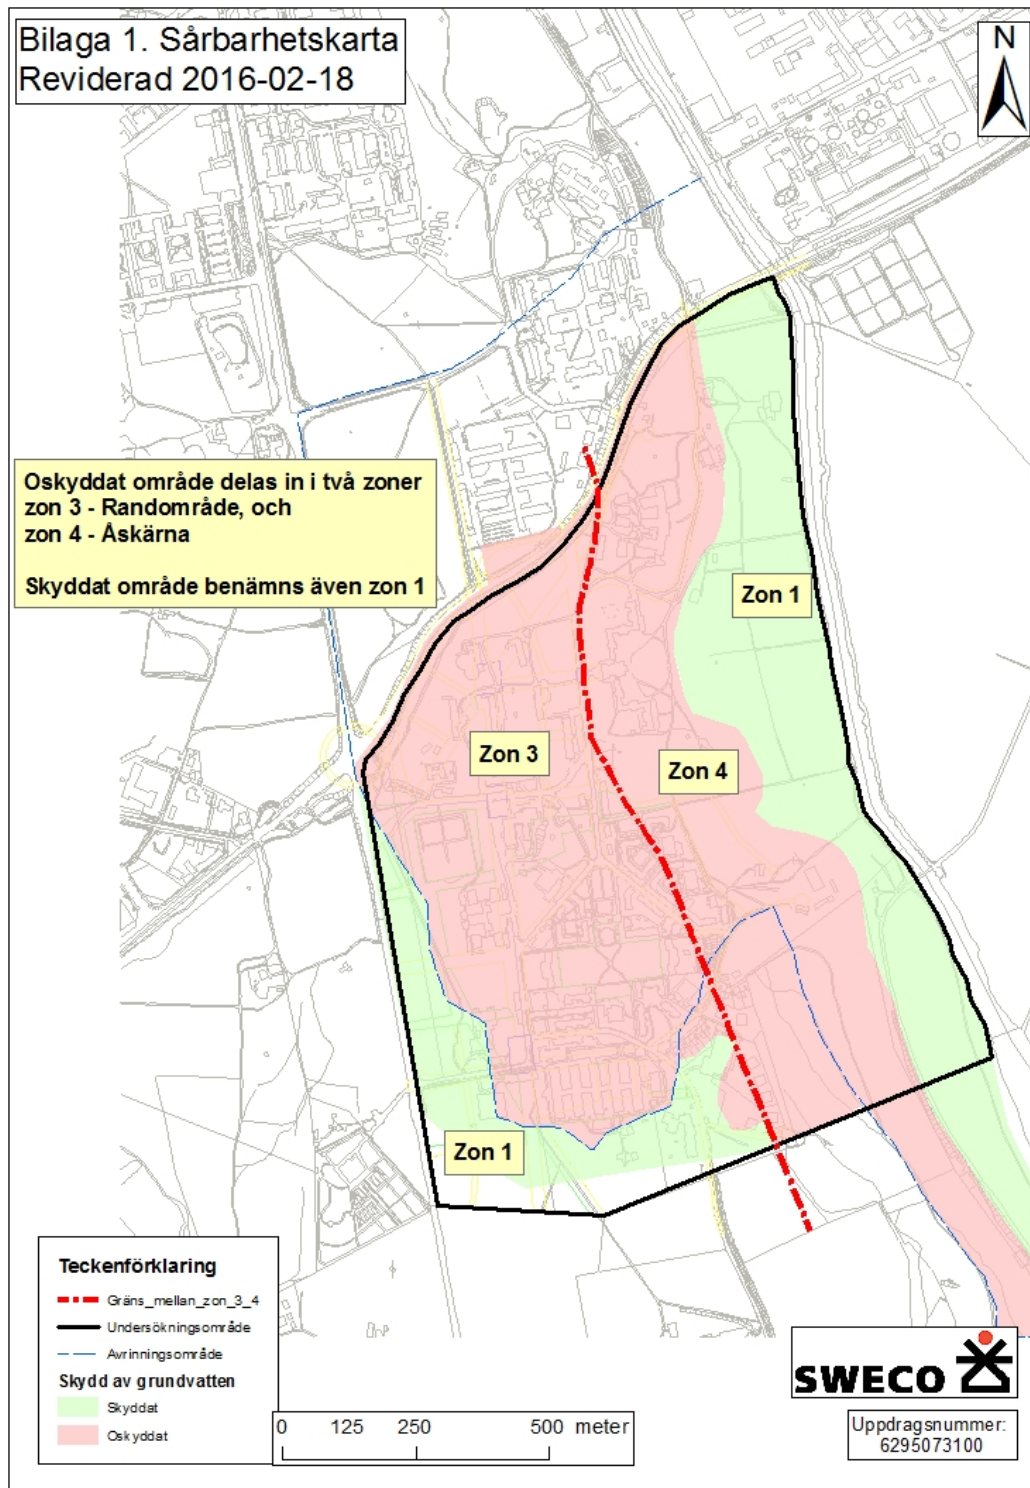 Bilaga 1. Sårbarhetskarta
Reviderad 2016-02-18
N
Oskyddat område delas in i två zoner
zon 3 - Randområde, och
zon 4 - Åskärna
Skyddat område benämns även zon 1
Zon 1
Zon 3
Zon 4
Zon 1
Teckenförklaring
Gräns_mellan_zon_3_4
Undersökningsområde
Avrinningsområde
Skydd av grundvatten
Skyddat
Oskyddat
0 125 250 500 meter
SWECO
Uppdragsnummer:
6295073100